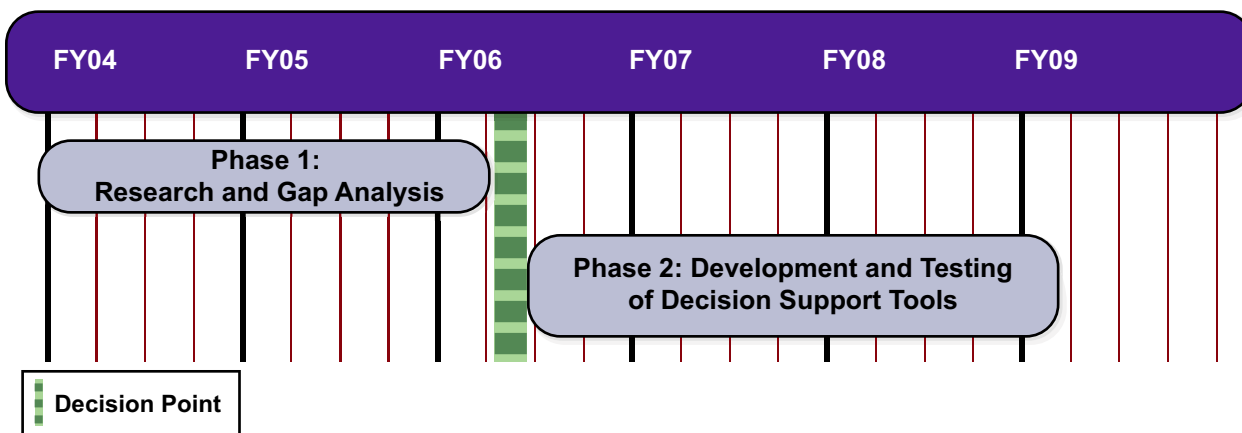 FY04 FY05 FY06 FY07 FY08 FY09
Phase 1:
Research and Gap Analysis
Phase 2: Development and Testing
of Decision Support Tools
Decision Point